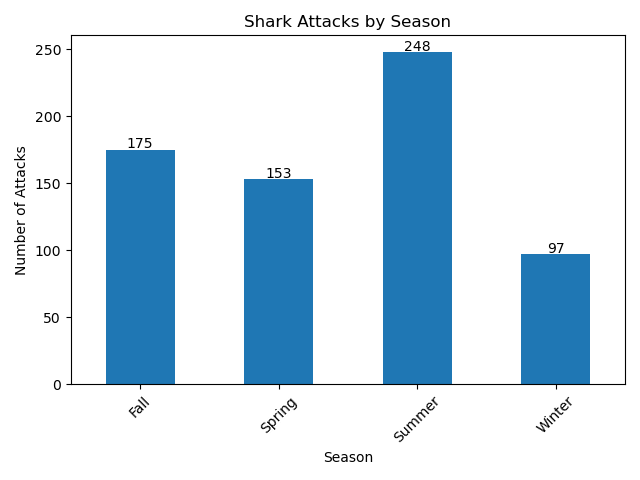 Shark Attacks by Season
Number of Attacks
250
200
150
100
50
0
175
153
248
97
Fall
Spring
Summer
Winter
Season